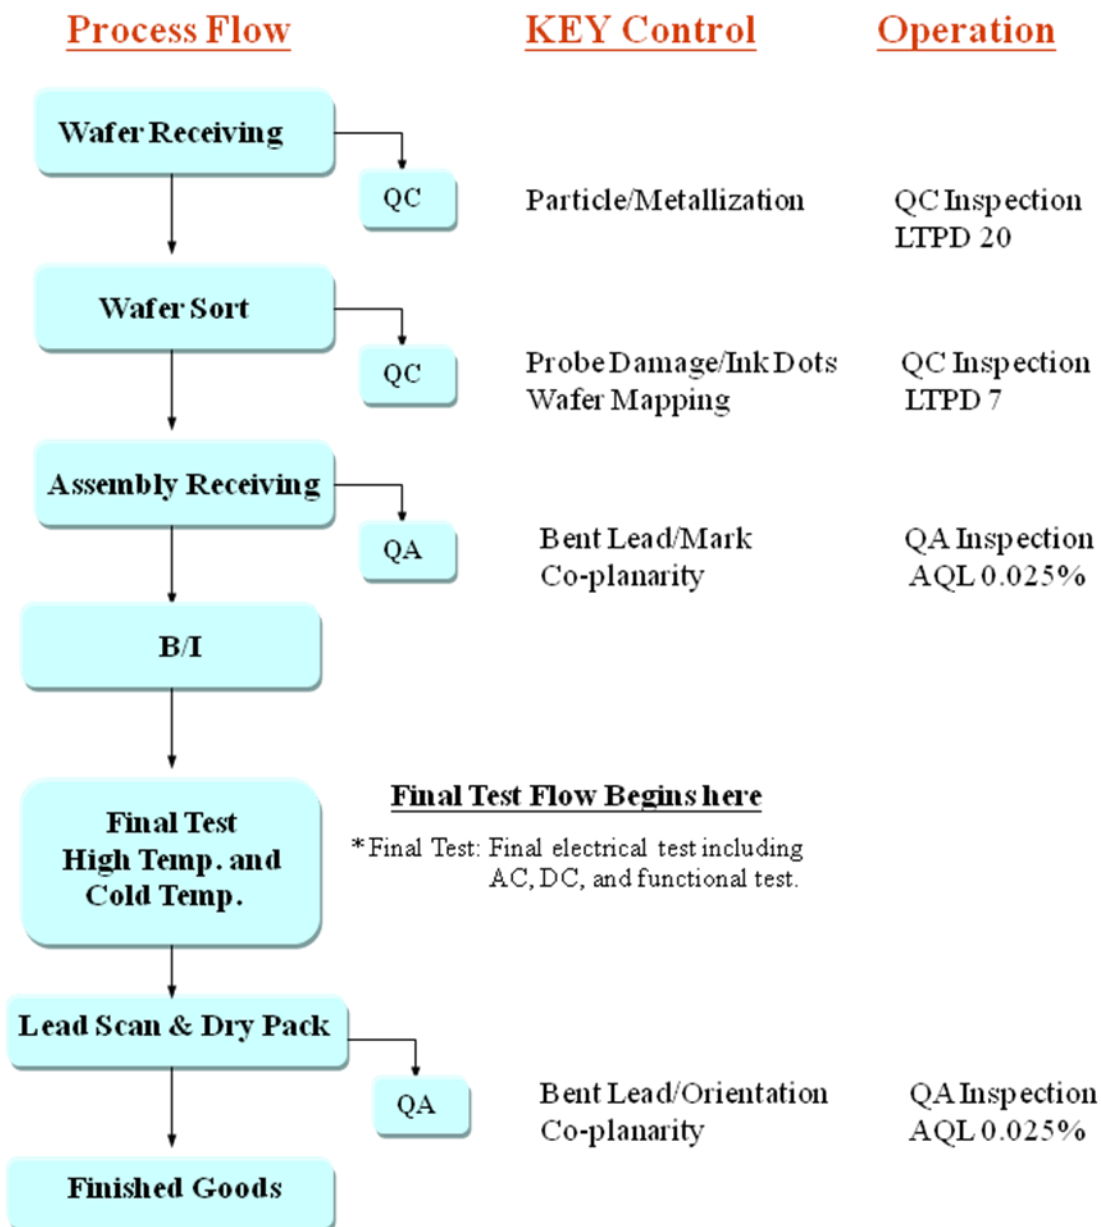 Process Flow KEY Control Operation
Wafer Receiving
QC Particle/Metallization QC Inspection
LTPD 20
Wafer Sort
QC Probe Damage/Ink Dots QC Inspection
Wafer Mapping LTPD 7
Assembly Receiving
QA Bent Lead/Mark QA Inspection
Co-planarity AQL 0.025%
B/I
Final Test Flow Begins here
Final Test
High Temp. and
Cold Temp.
*Final Test: Final electrical test including
AC, DC, and functional test.
Lead Scan & Dry Pack
QA Bent Lead/Orientation QA Inspection
Co-planarity AQL 0.025%
Finished Goods